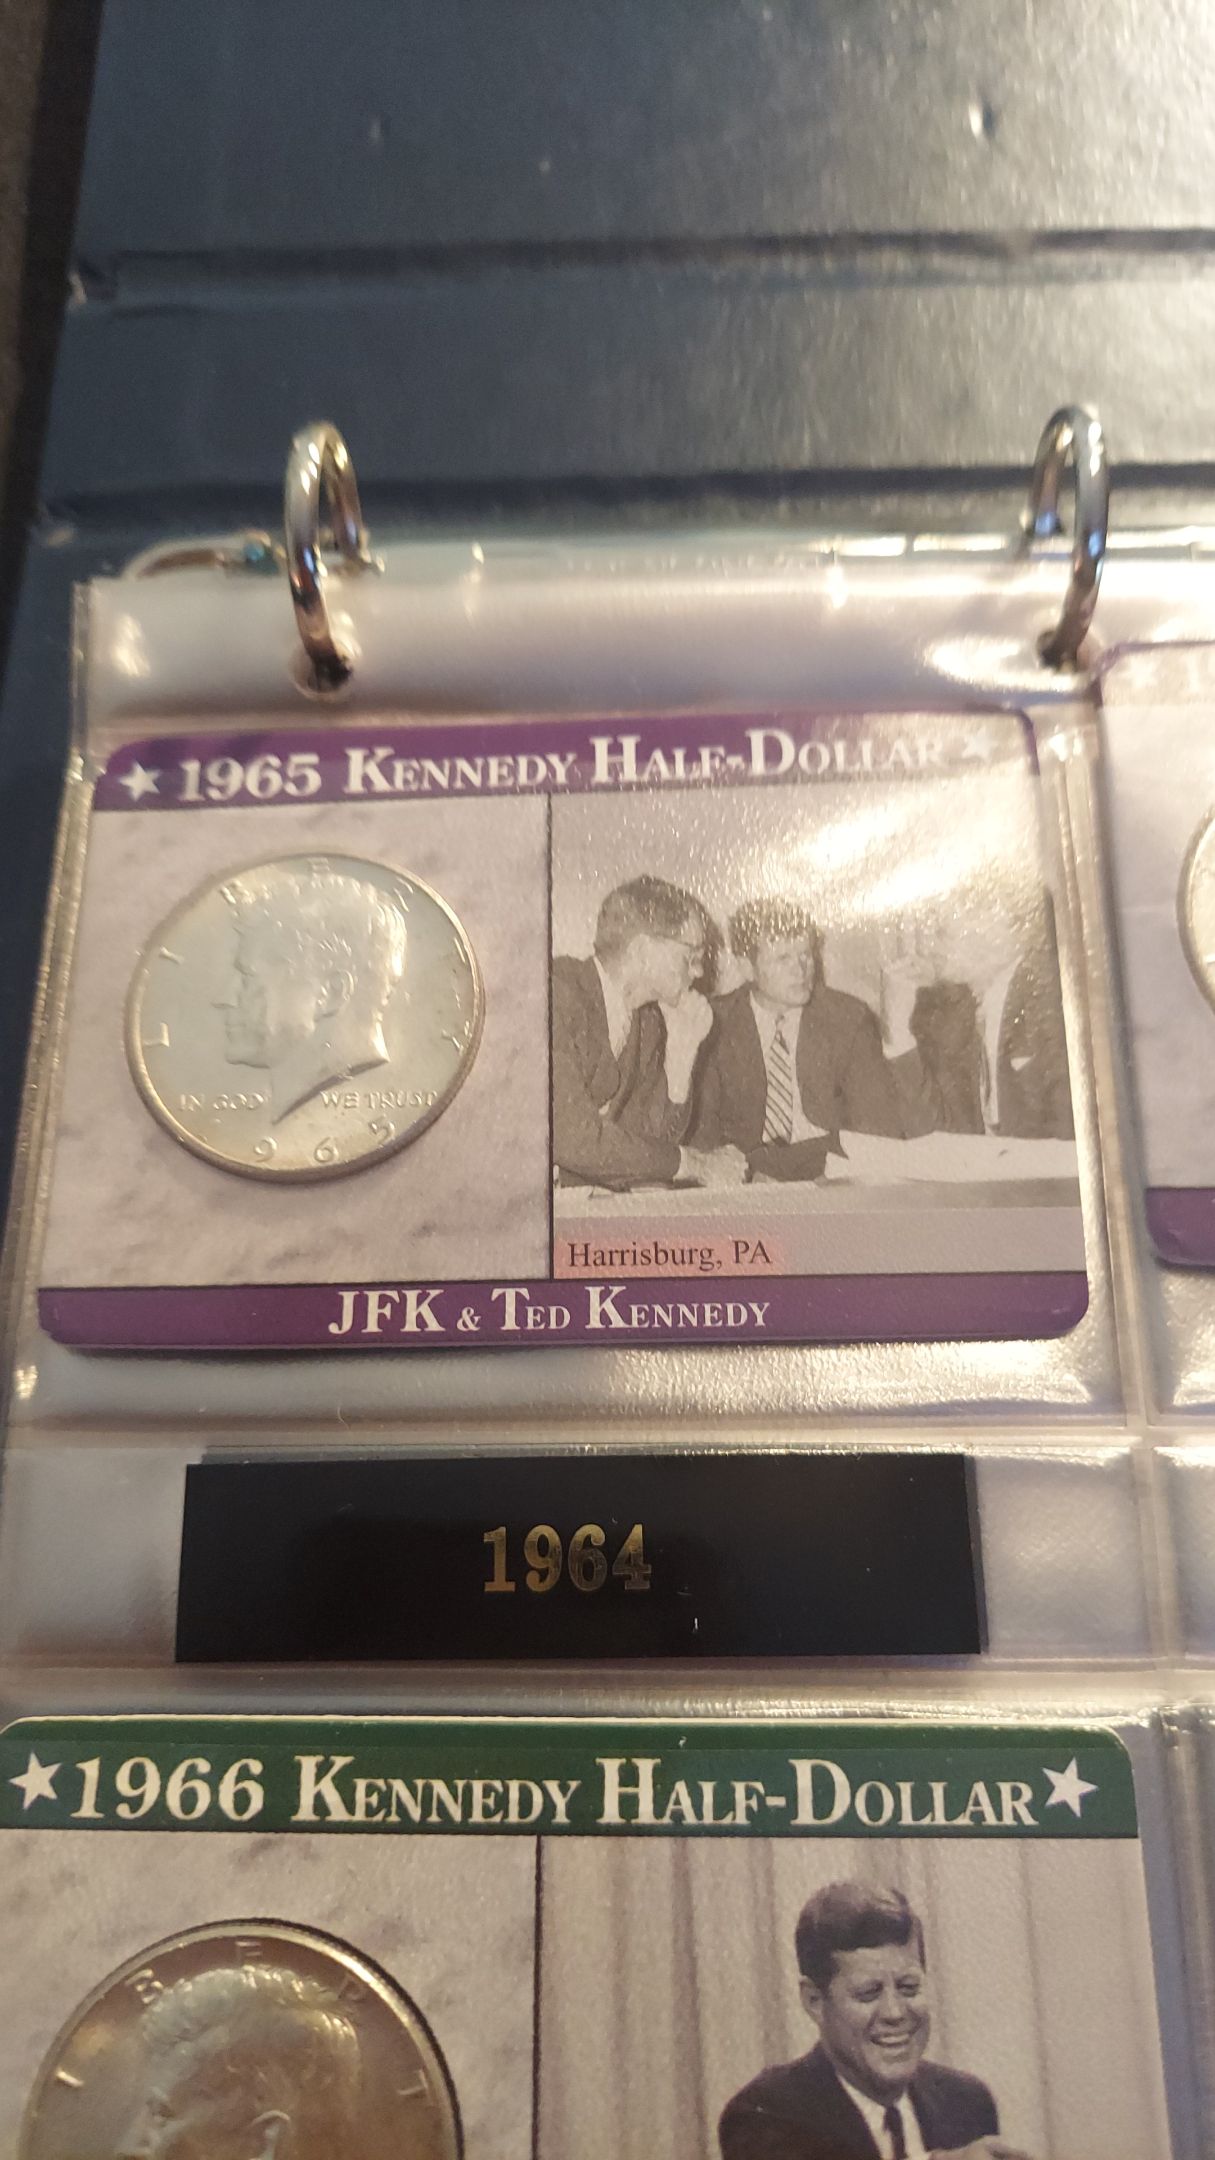 ★ 1965 KENNEDY HALF-DOLLAR ★
LIBERTY
IN GOD WE TRUST
1965
Harrisburg, PA
JFK & TED KENNEDY
1964
★ 1966 KENNEDY HALF-DOLLAR ★